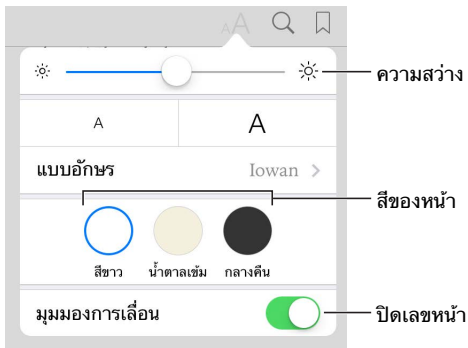 AA
ความสว่าง
A A
แบบอักษร Iowan >
สีของหน้า
สีขาว น้ำตาลเข้ม กลางคืน
มุมมองการเลื่อน
ปิดเลขหน้า